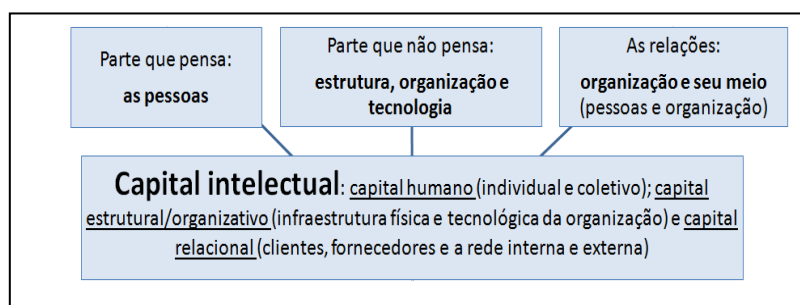 Parte que pensa:
as pessoas
Parte que não pensa:
estrutura, organização e
tecnologia
As relações:
organização e seu meio
(pessoas e organização)
Capital intelectual: capital humano (individual e coletivo); capital
estrutural/organizativo (infraestrutura física e tecnológica da organização) e capital
relacional (clientes, fornecedores e a rede interna e externa)